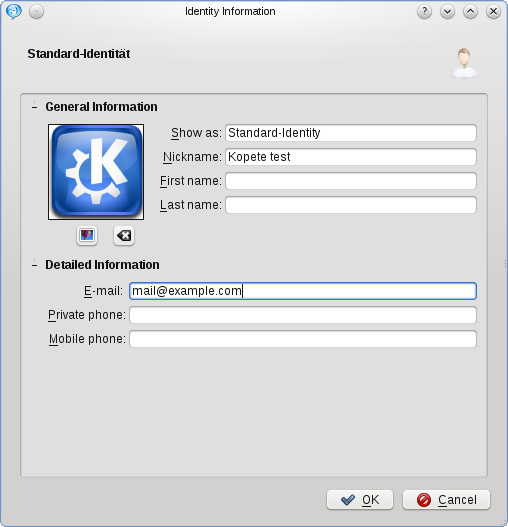 Identity Information
Standard-Identität
General Information
Show as: Standard-Identity
Nickname: Kopete test
First name:
Last name:
Detailed Information
E-mail: mail@example.com
Private phone:
Mobile phone:
OK Cancel